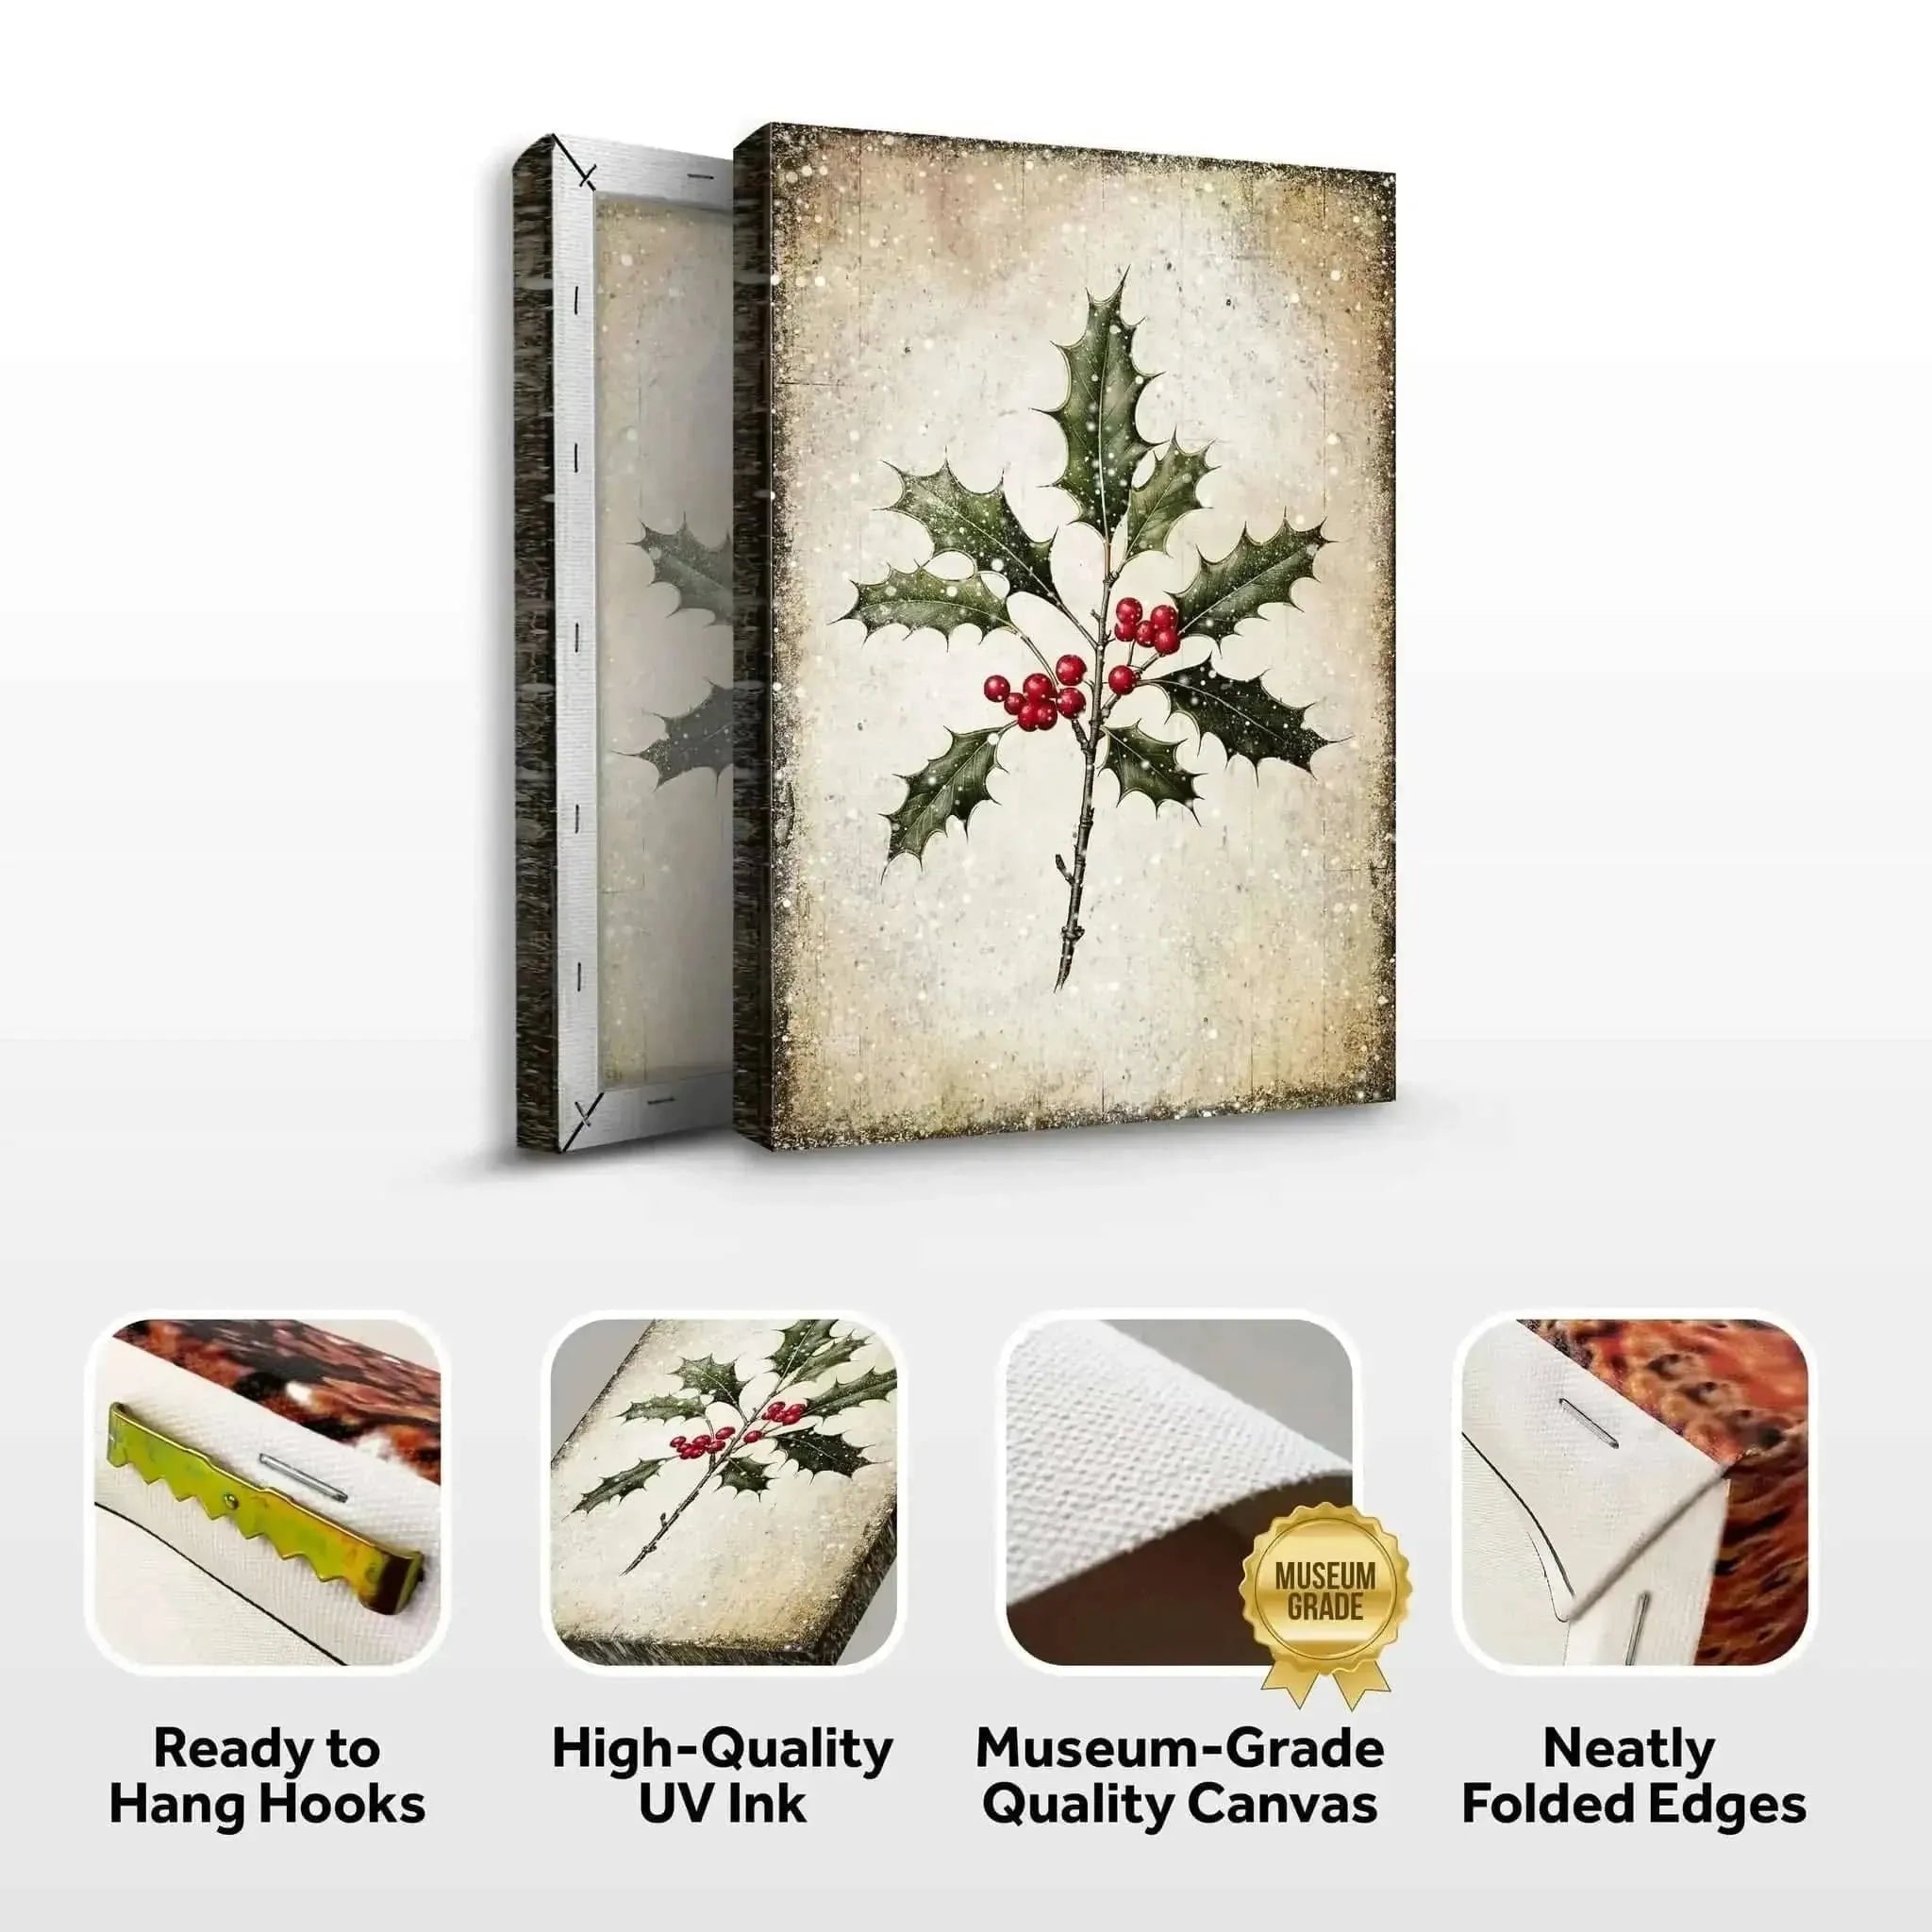 MUSEUM
GRADE
Ready to
Hang Hooks
High-Quality
UV Ink
Museum-Grade
Quality Canvas
Neatly
Folded Edges